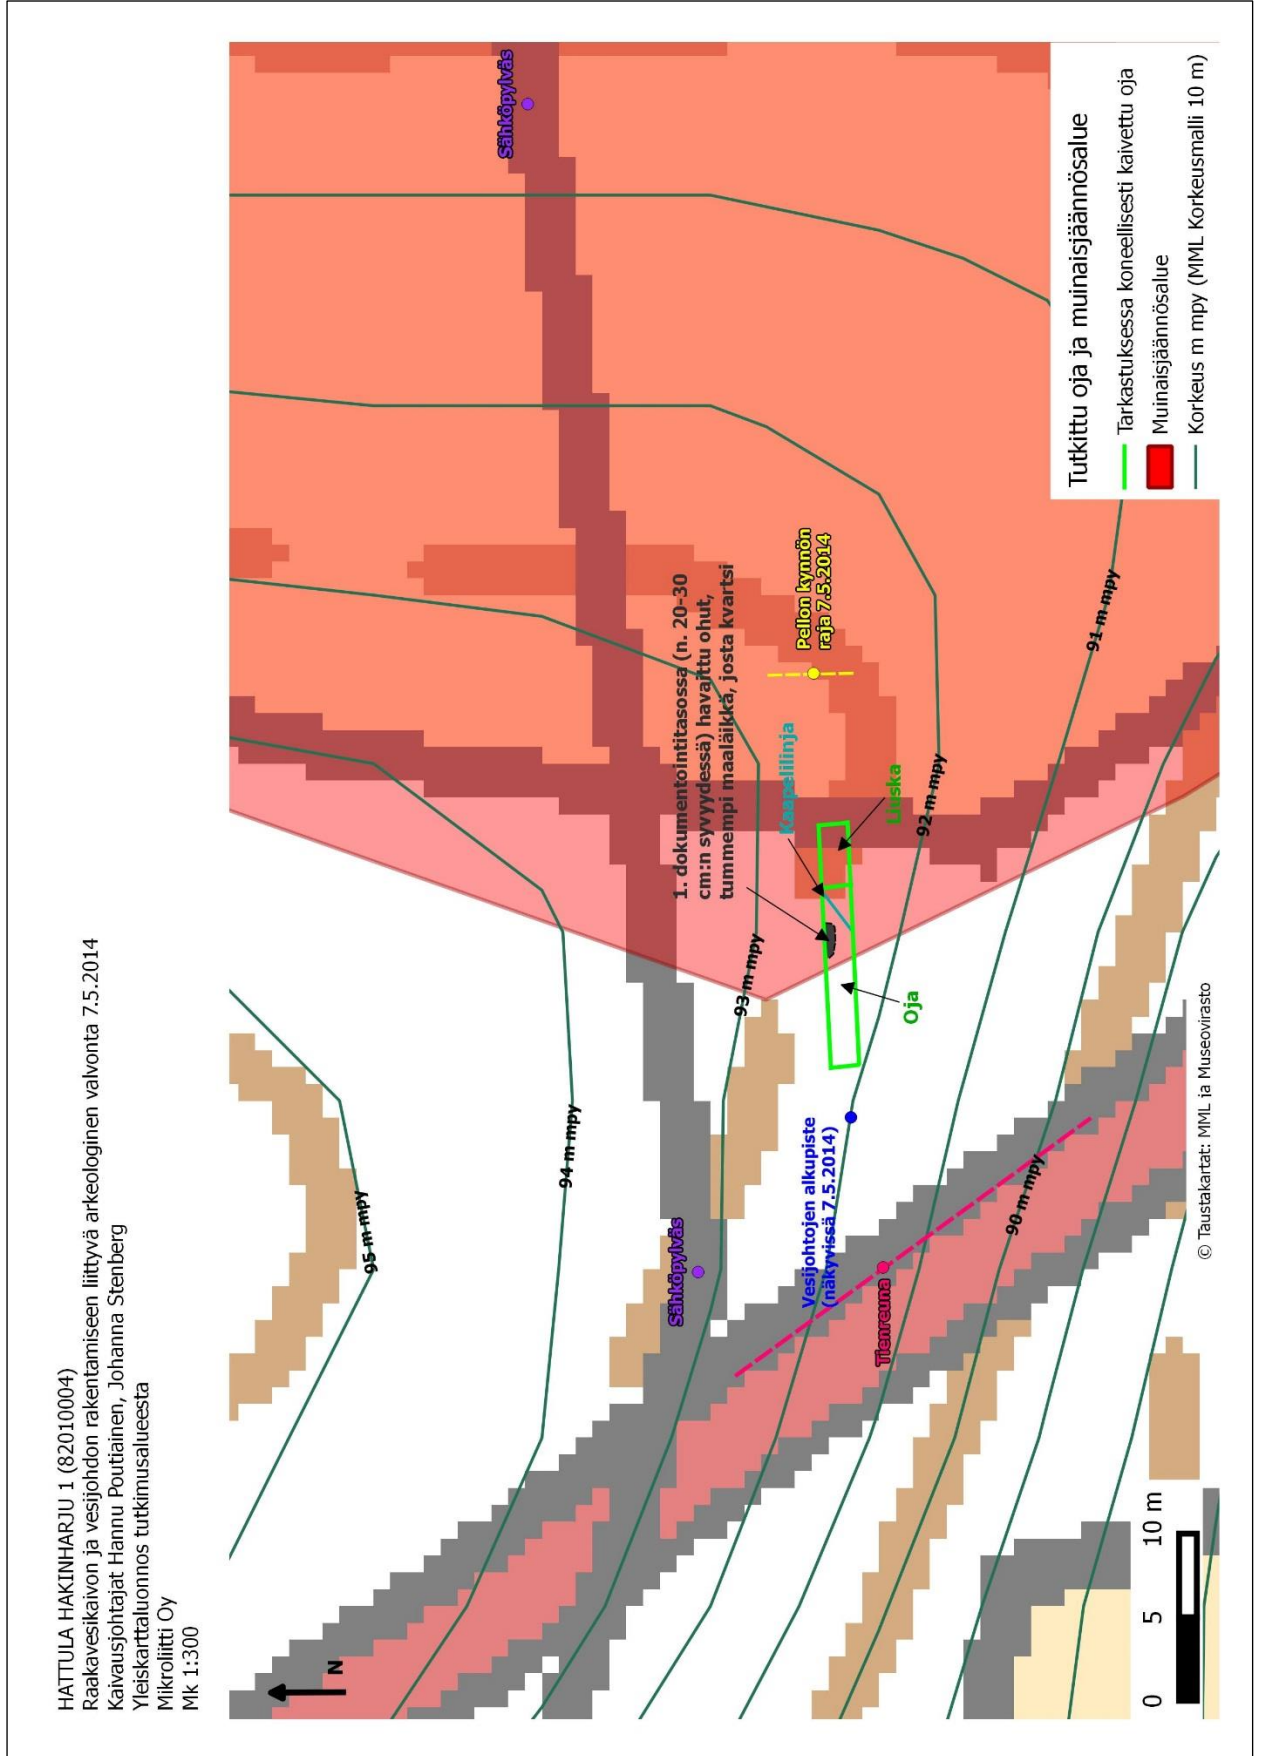 HATTULA HAKINHARJU 1 (82010004)
Raakavesikaivon ja vesijohdon rakentamiseen liittyvä arkeologinen valvonta 7.5.2014
Kaivausjohtajat Hannu Poutiainen, Johanna Stenberg
Yleiskarttaluonnos tutkimusalueesta
Mikroliitti Oy
Mk 1:300
N
95 m mpy
94 m mpy
93 m mpy
Sähköpylväs
Sähköpylväs
1. dokumentointitasossa (n. 20-30
cm:n syvyydessä) havaittu ohut,
tummempi maaläikkä, josta kvartsi
Kaapelilinja
Pellon kynnön
raja 7.5.2014
Vesijohtojen alkupiste
(näkyvissä 7.5.2014)
Tienreuna
Oja
Liuska
92 m mpy
91 m mpy
90 m mpy
0 5 10 m
© Taustakartat: MML ja Museovirasto
Tutkittu oja ja muinaisjäännösalue
Tarkastuksessa koneellisesti kaivettu oja
Muinaisjäännösalue
Korkeus m mpy (MML Korkeusmalli 10 m)